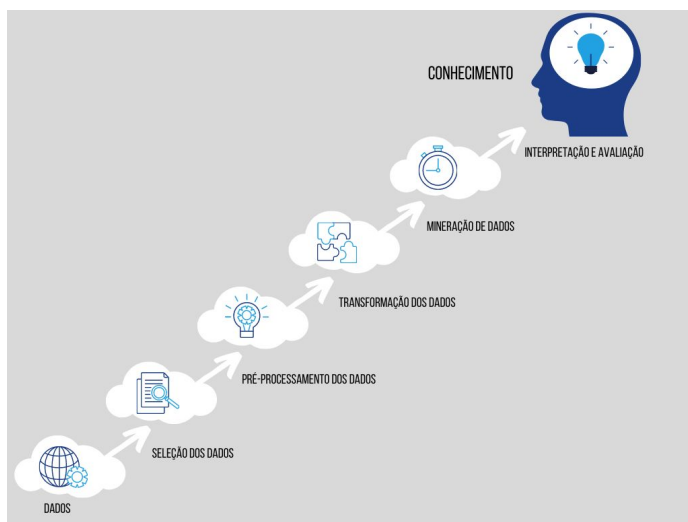 CONHECIMENTO
INTERPRETAÇÃO E AVALIAÇÃO
MINERAÇÃO DE DADOS
TRANSFORMAÇÃO DOS DADOS
PRÉ-PROCESSAMENTO DOS DADOS
SELEÇÃO DOS DADOS
DADOS